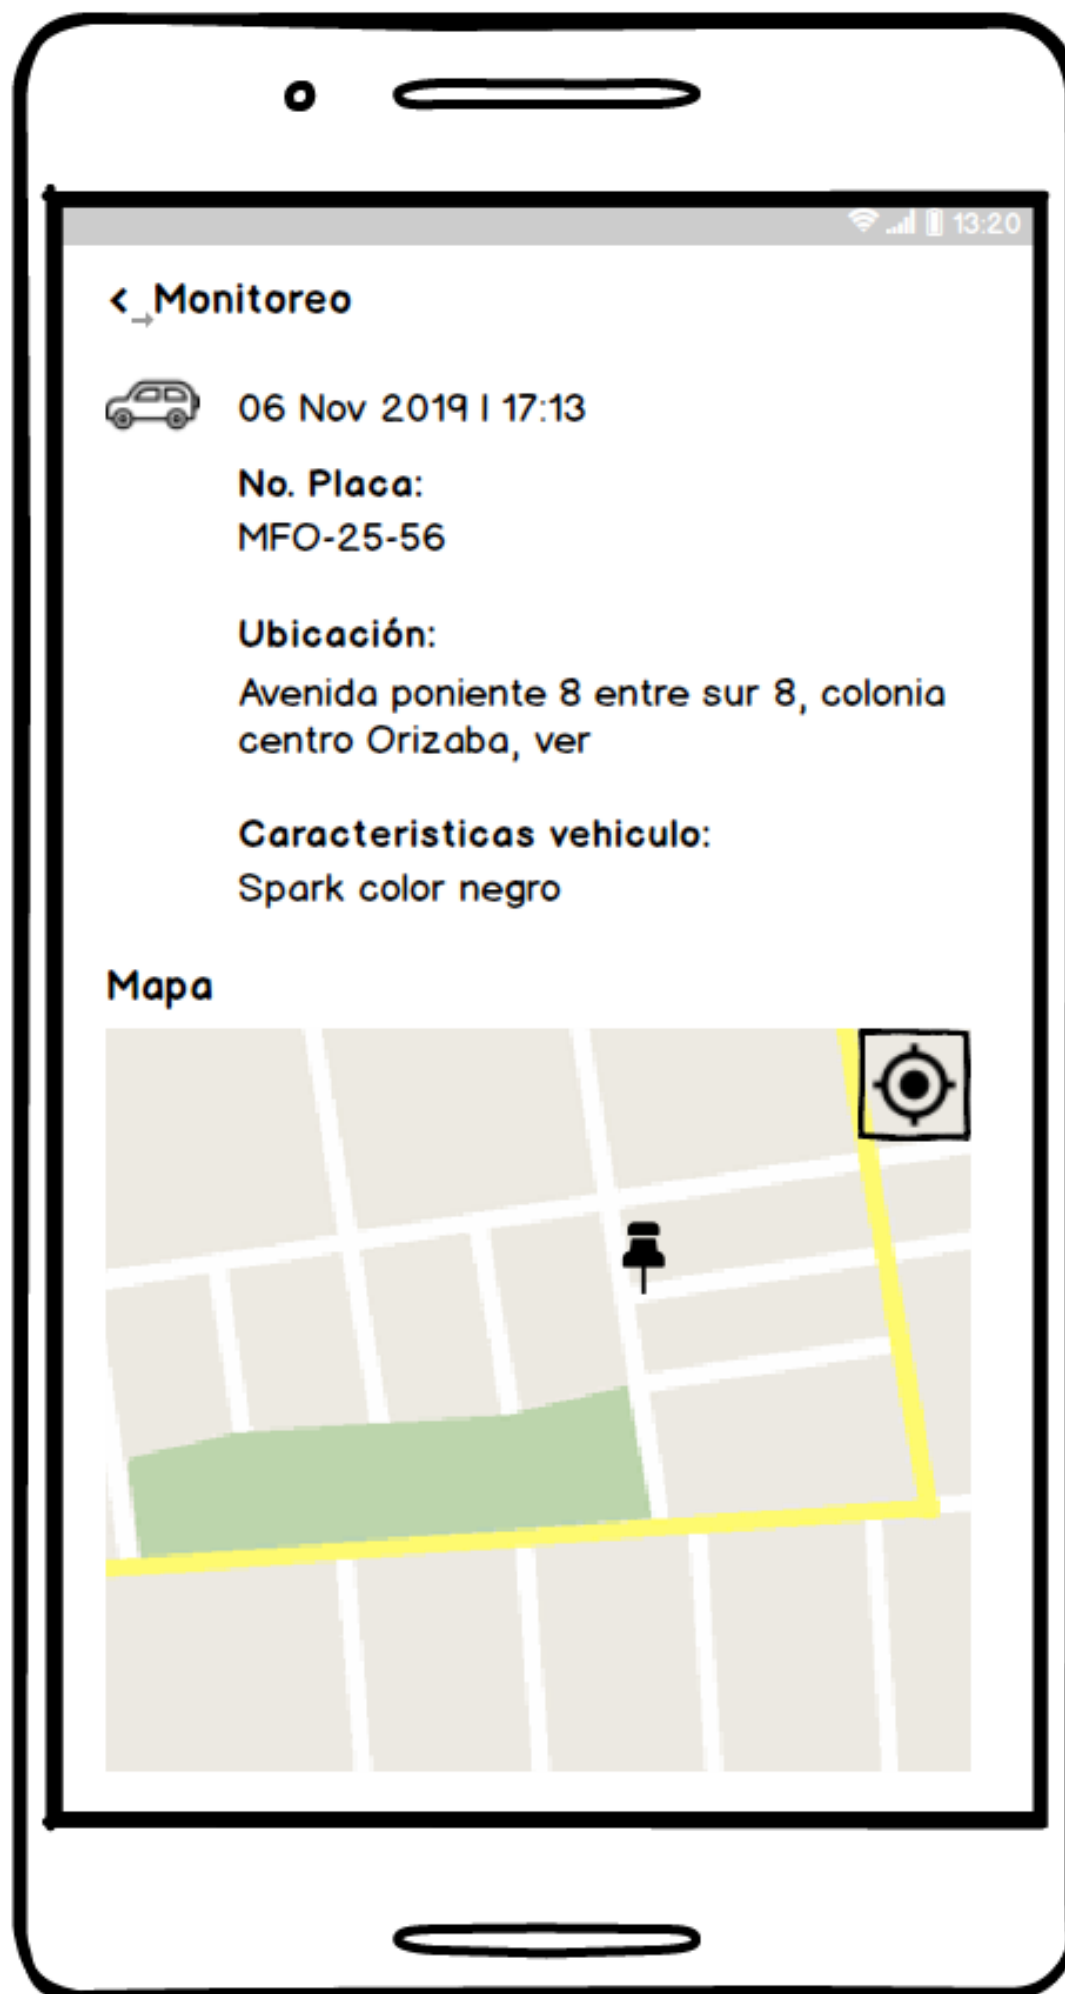 13:20
< Monitoreo
06 Nov 2019 | 17:13
No. Placa:
MFO-25-56
Ubicación:
Avenida poniente 8 entre sur 8, colonia
centro Orizaba, ver
Caracteristicas vehiculo:
Spark color negro
Mapa